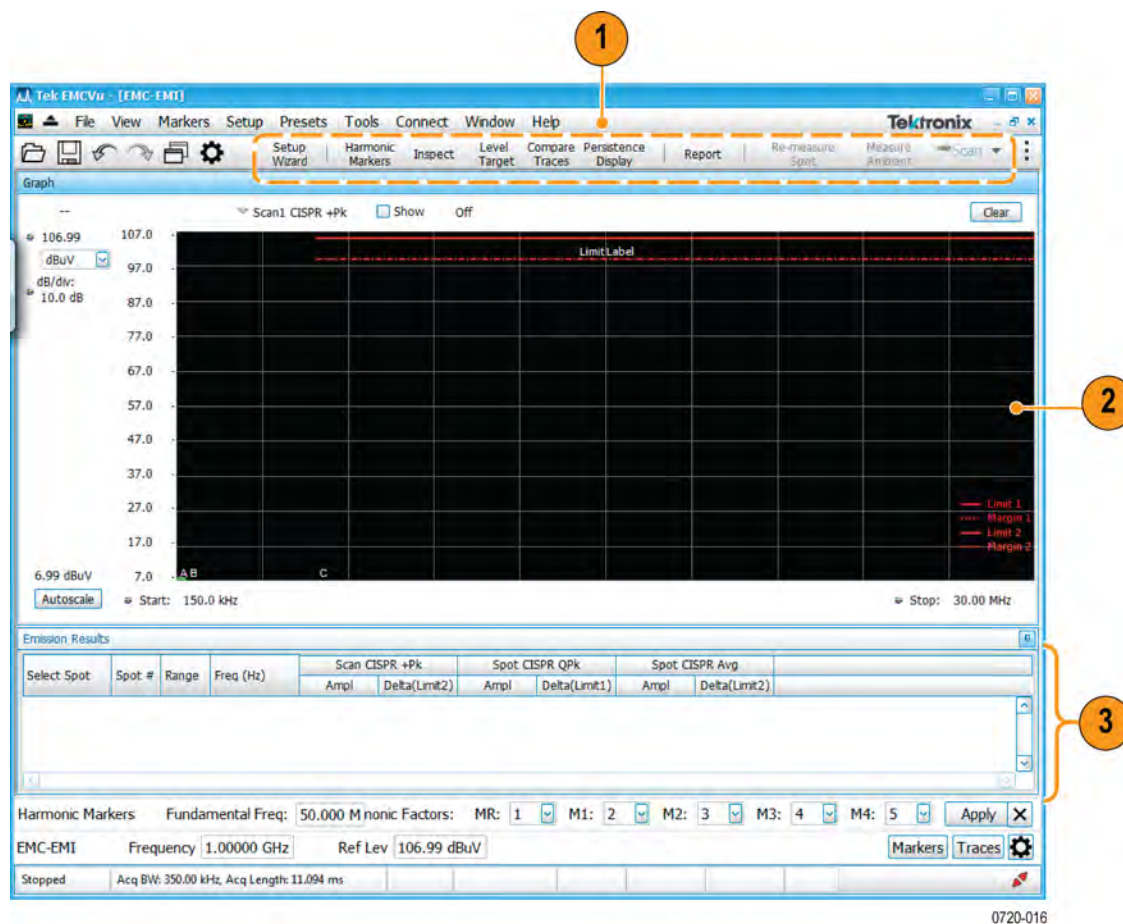 1
Tek EMCVu - [EMC-EMI]
File View Markers Setup Presets Tools Connect Window Help Tektronix
Setup Wizard Harmonic Markers Inspect Level Target Compare Traces Persistence Display Report Re-measure Spot Measure Ambient Scan
Graph
-- Scan1 CISPR +Pk Show Off Clear
106.99
dBuV
dB/div:
10.0 dB
107.0
97.0
87.0
77.0
67.0
57.0
47.0
37.0
27.0
17.0
7.0
Limit Label
2
Limit 1
Margin 1
Limit 2
Margin 2
A B C
6.99 dBuV
Autoscale Start: 150.0 kHz Stop: 30.00 MHz
Emission Results
Select Spot Spot # Range Freq (Hz) Scan CISPR +Pk Spot CISPR QPk Spot CISPR Avg
Ampl Delta(Limit2) Ampl Delta(Limit1) Ampl Delta(Limit2)
3
Harmonic Markers Fundamental Freq: 50.000 M nonic Factors: MR: 1 M1: 2 M2: 3 M3: 4 M4: 5 Apply X
EMC-EMI Frequency 1.00000 GHz Ref Lev 106.99 dBuV Markers Traces
Stopped Acq BW: 350.00 kHz, Acq Length: 11.094 ms
0720-016